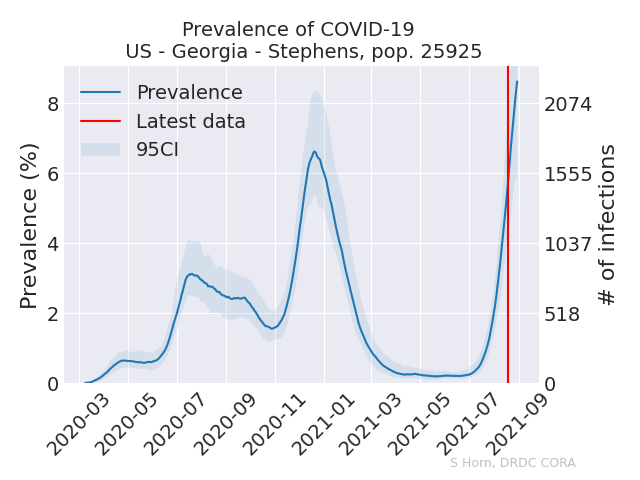 Prevalence of COVID-19
US - Georgia - Stephens, pop. 25925
Prevalence
Latest data
95CI
Prevalence (%)
8
6
4
2
0
2074
1555
1037
518
0
# of infections
2020-03
2020-05
2020-07
2020-09
2020-11
2021-01
2021-03
2021-05
2021-07
2021-09
S Horn, DRDC CORA